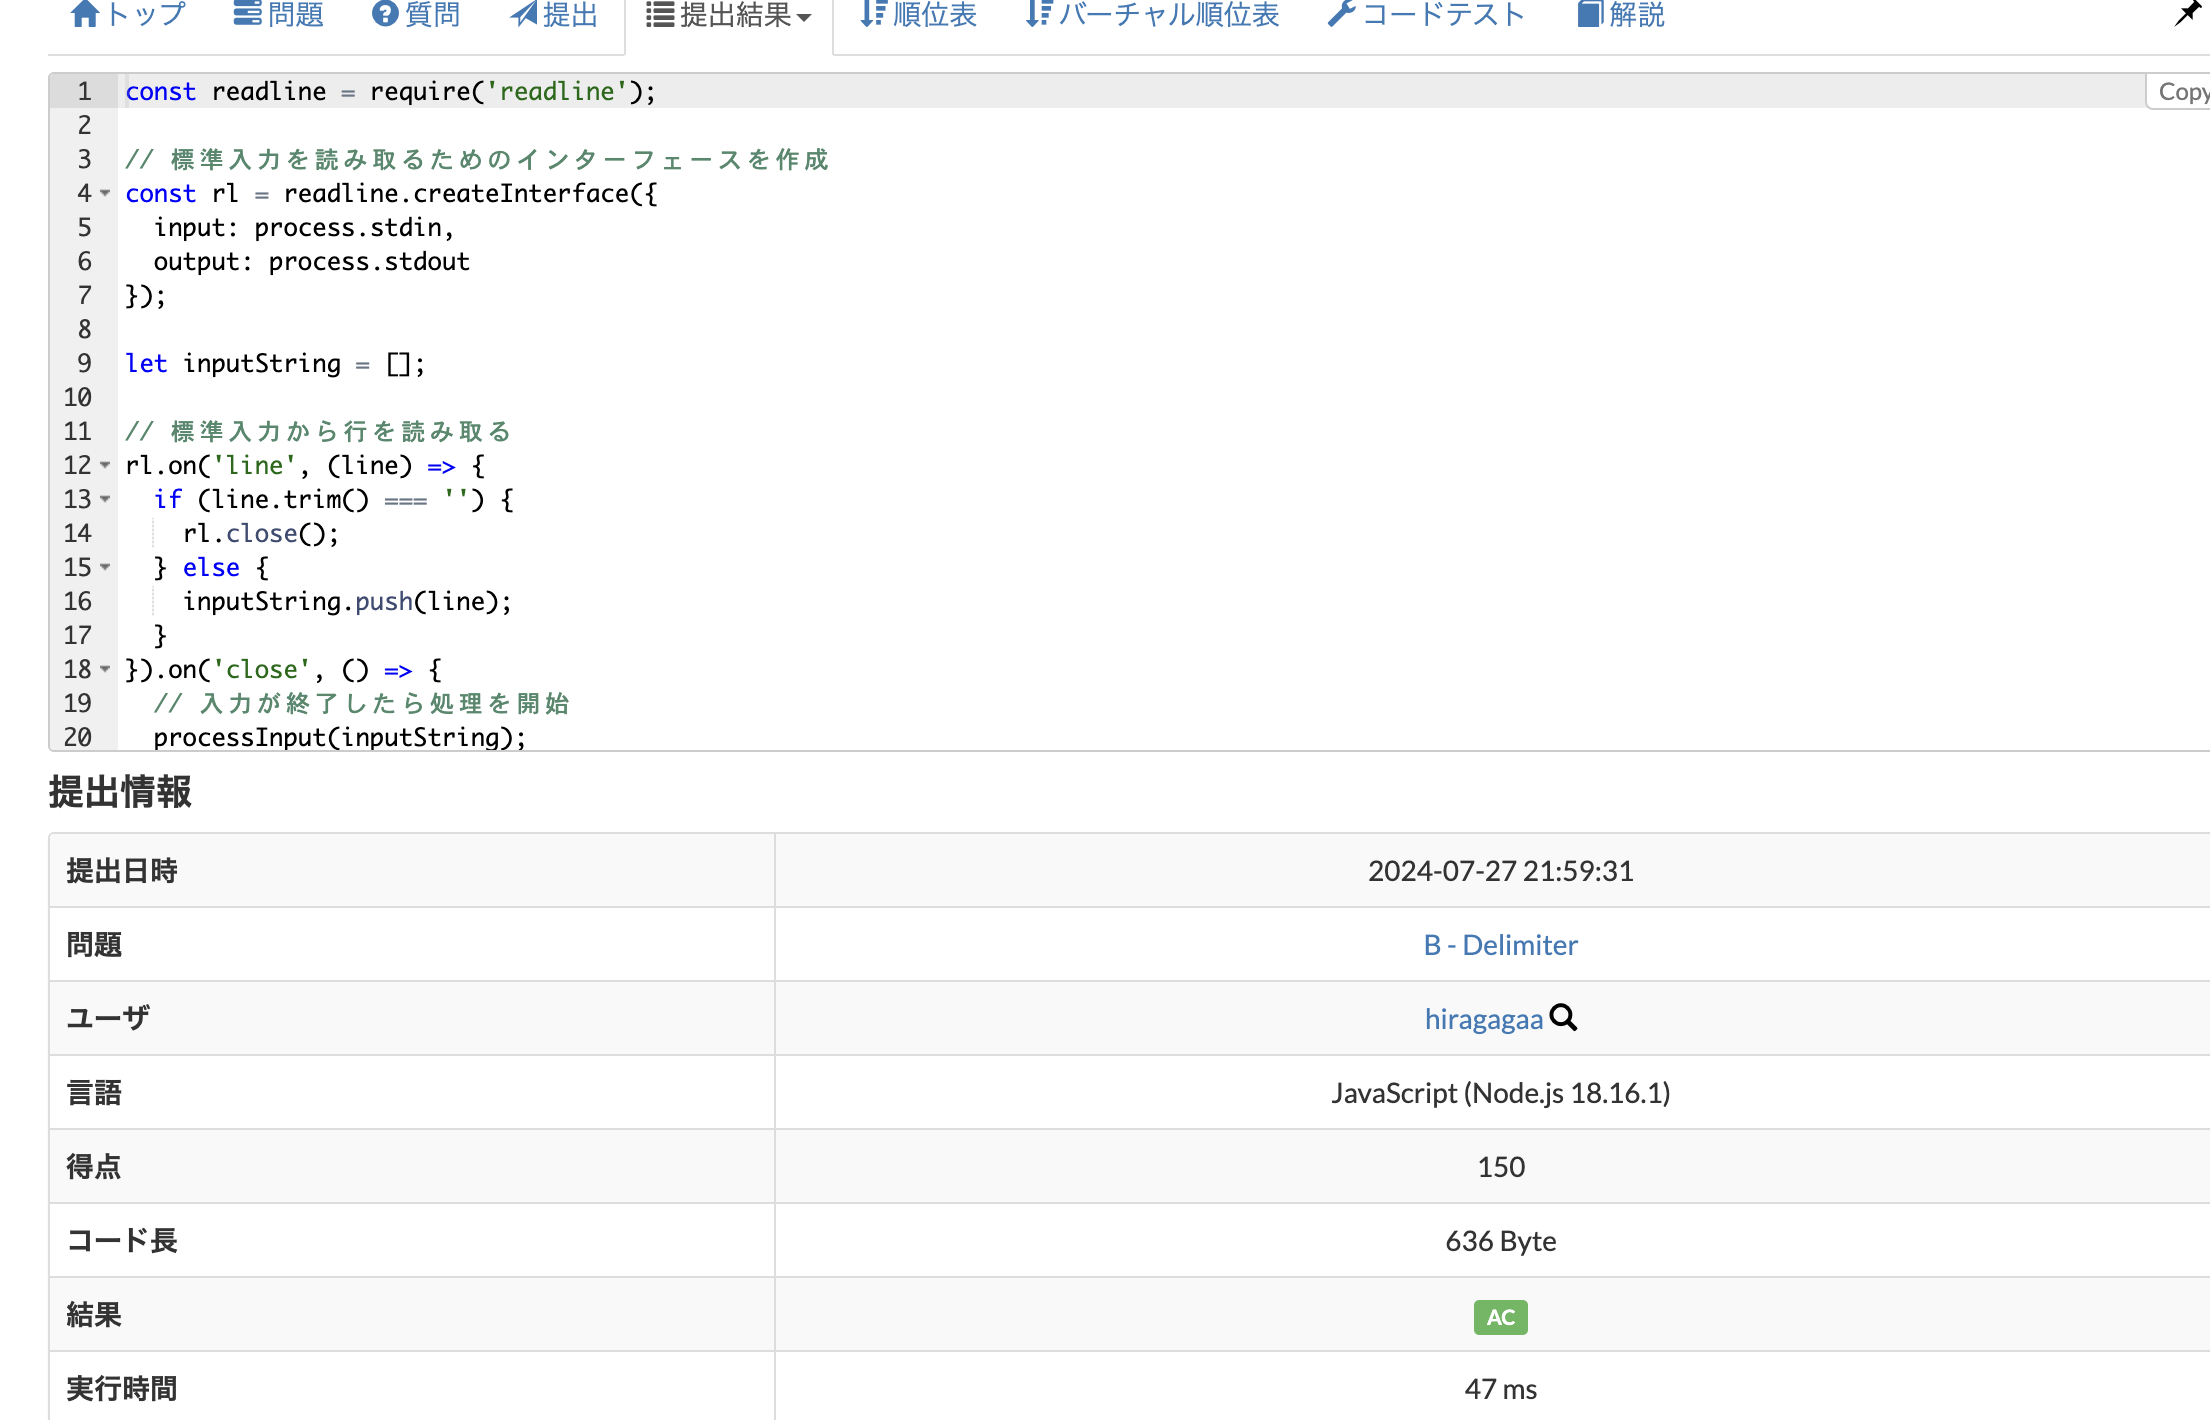 トップ 問題 質問 提出 提出結果 順位表 バーチャル順位表 コードテスト 解説
1 const readline = require('readline');
Copy
2
3 // 標準入力を読み取るためのインターフェースを作成
4 const rl = readline.createInterface({
5   input: process.stdin,
6   output: process.stdout
7 });
8
9 let inputString = [];
10
11 // 標準入力から行を読み取る
12 rl.on('line', (line) => {
13   if (line.trim() === '') {
14     rl.close();
15   } else {
16     inputString.push(line);
17   }
18 }).on('close', () => {
19   // 入力が終了したら処理を開始
20   processInput(inputString);
提出情報
提出日時 2024-07-27 21:59:31
問題 B - Delimiter
ユーザ hiragagaa
言語 JavaScript (Node.js 18.16.1)
得点 150
コード長 636 Byte
結果 AC
実行時間 47 ms